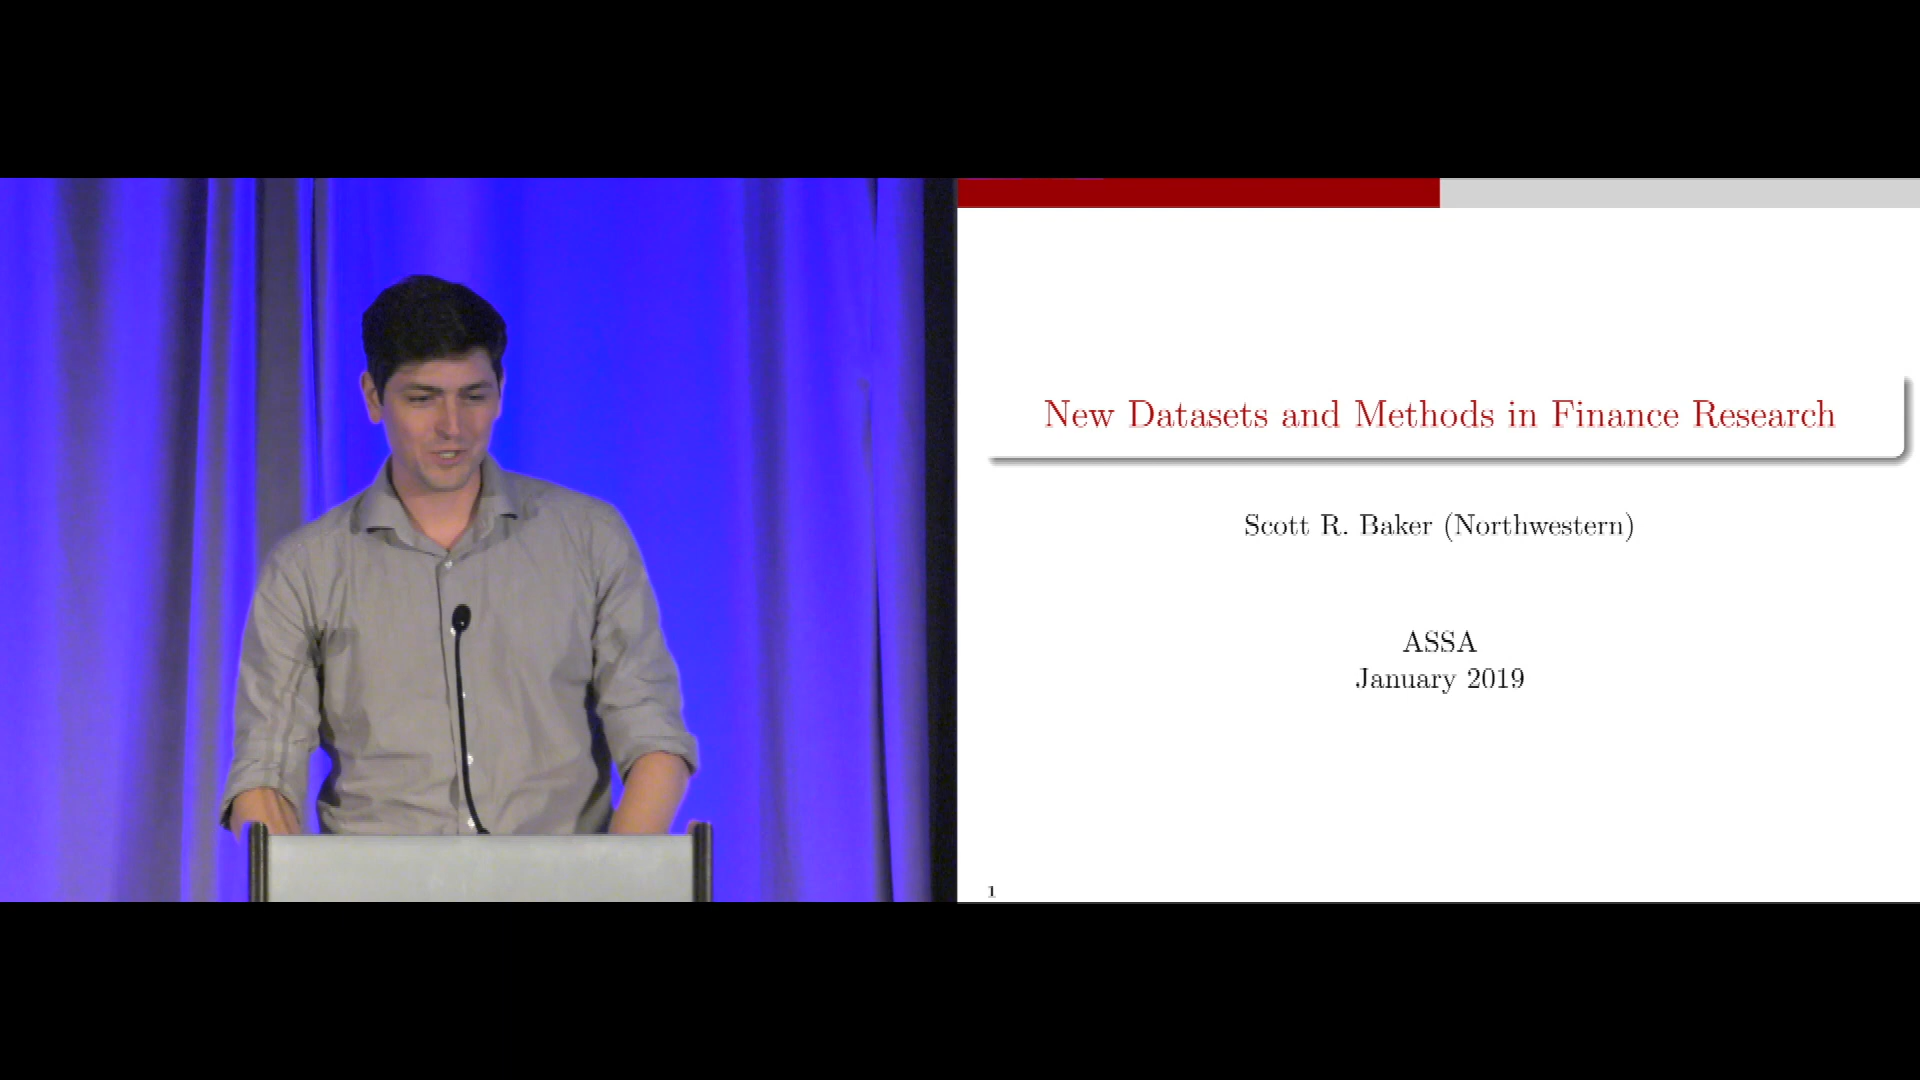 New Datasets and Methods in Finance Research
Scott R. Baker (Northwestern)
ASSA
January 2019
1